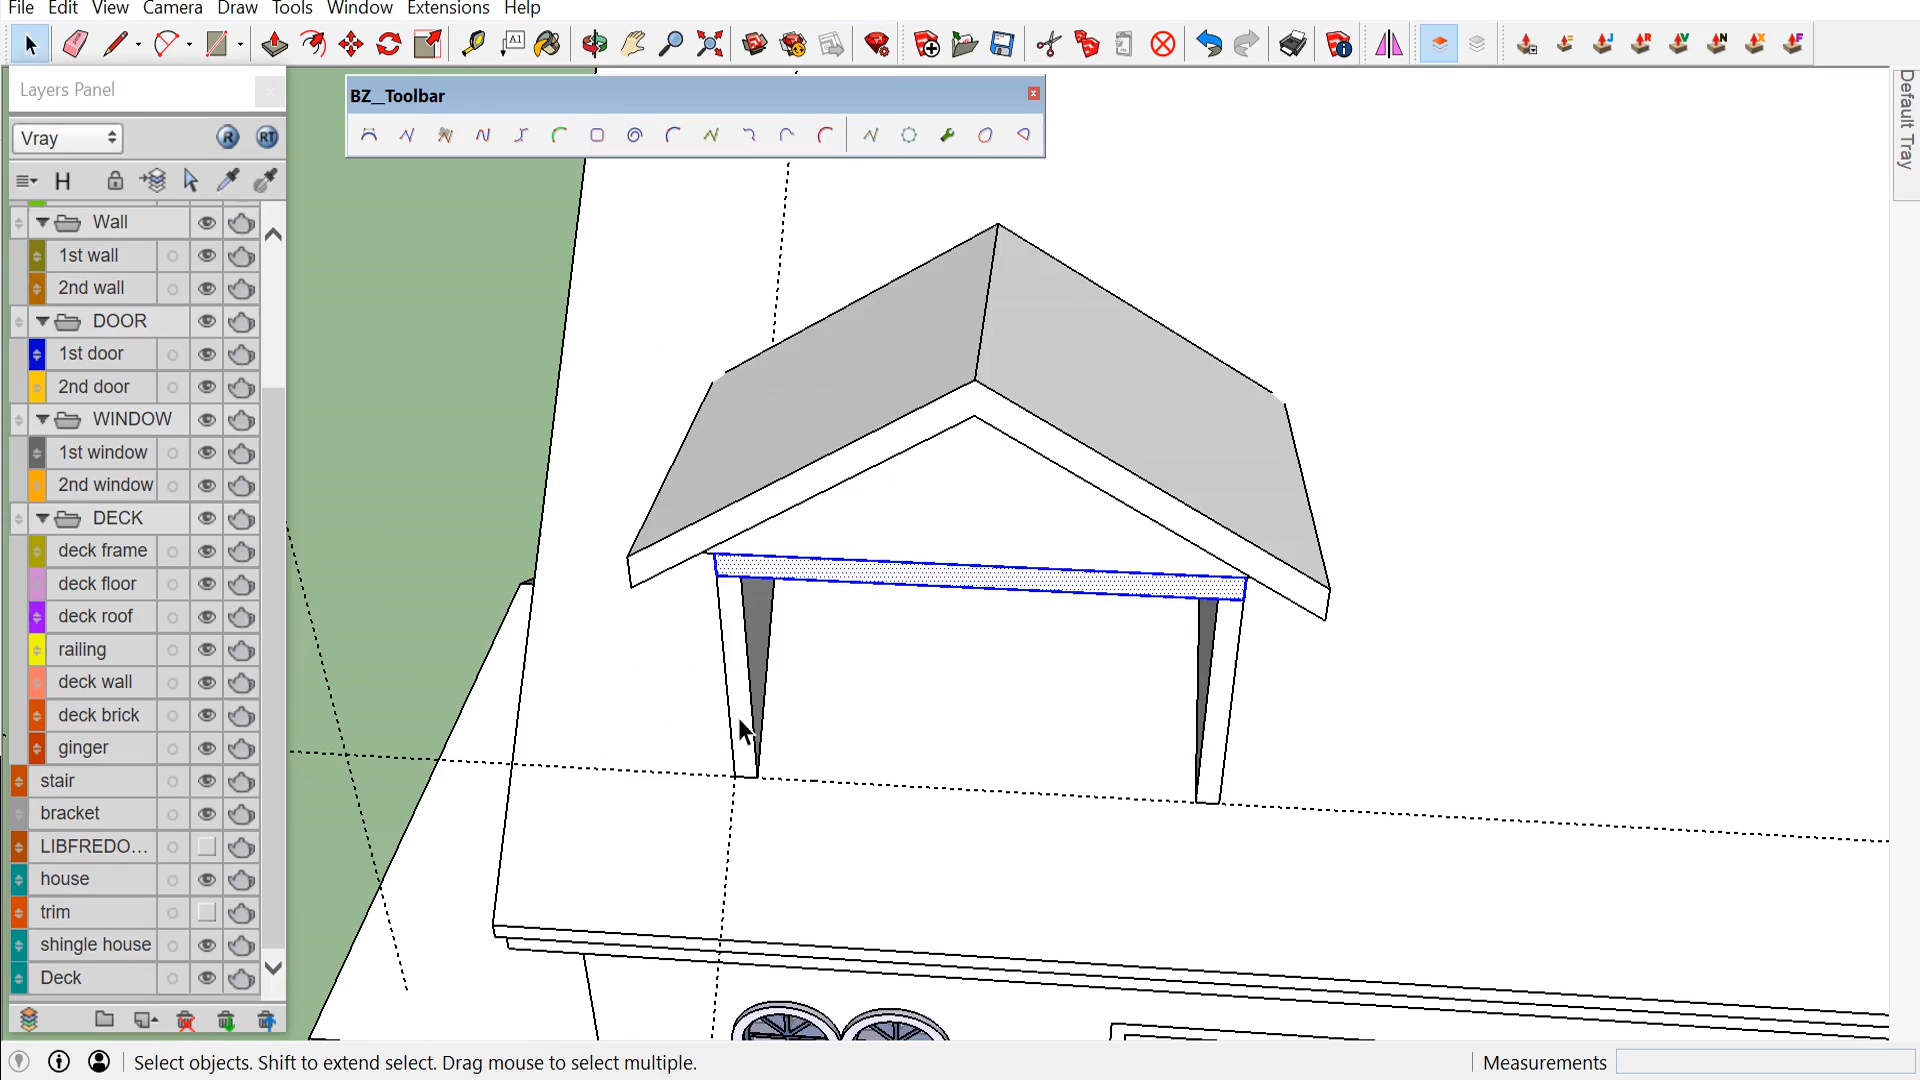 File Edit View Camera Draw Tools Window Extensions Help
A1
J R V N X F
Layers Panel
BZ__Toolbar
Default Tray
Vray
R RT
H
Wall
1st wall
2nd wall
DOOR
1st door
2nd door
WINDOW
1st window
2nd window
DECK
deck frame
deck floor
deck roof
railing
deck wall
deck brick
ginger
stair
bracket
LIBFREDO...
house
trim
shingle house
Deck
Select objects. Shift to extend select. Drag mouse to select multiple.
Measurements